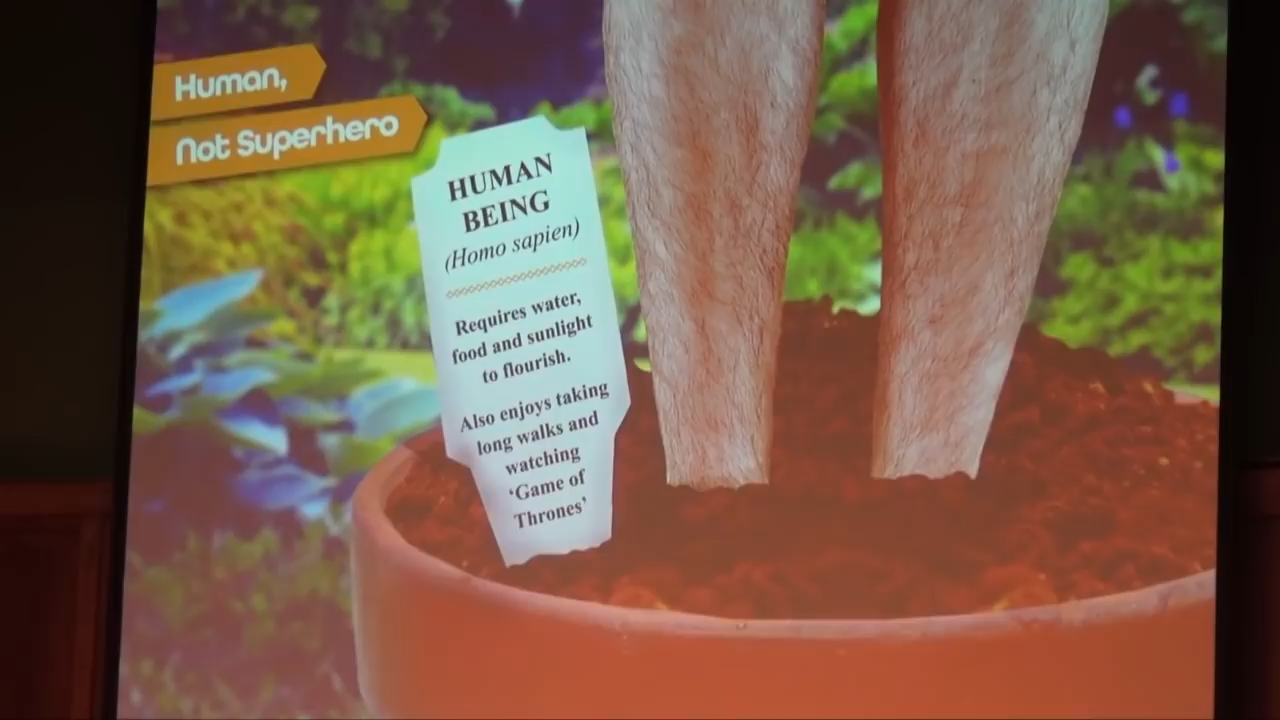 Human,
Not Superhero
HUMAN
BEING
(Homo sapien)
Requires water,
food and sunlight
to flourish.
Also enjoys taking
long walks and
watching
‘Game of
Thrones’